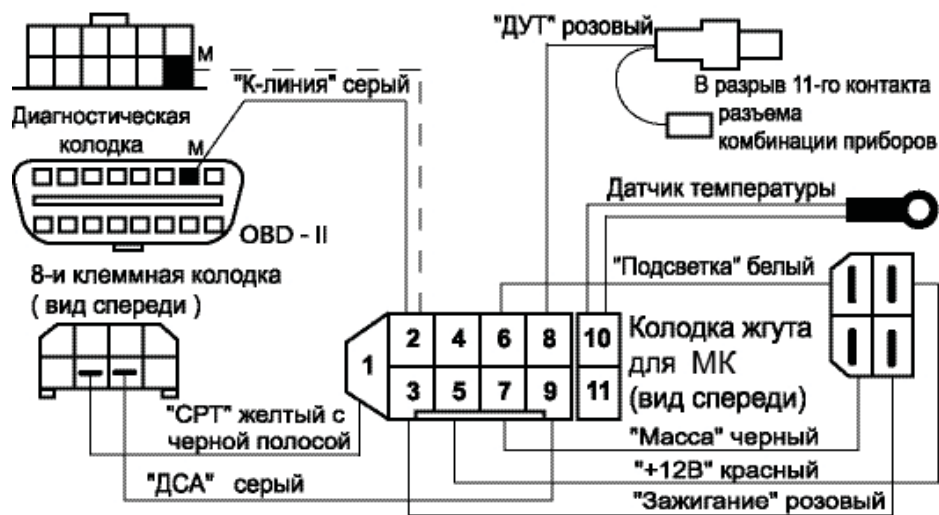 "ДУТ" розовый
М
"К-линия" серый
В разрыв 11-го контакта
разъема
комбинации приборов
Диагностическая
колодка
М
OBD - II
Датчик температуры
8-и клеммная колодка
( вид спереди )
"Подсветка" белый
1
2 4 6 8 10
3 5 7 9 11
Колодка жгута
для МК
(вид спереди)
"СРТ" желтый с
черной полосой
"Масса" черный
"ДСА" серый
"+12В" красный
"Зажигание" розовый